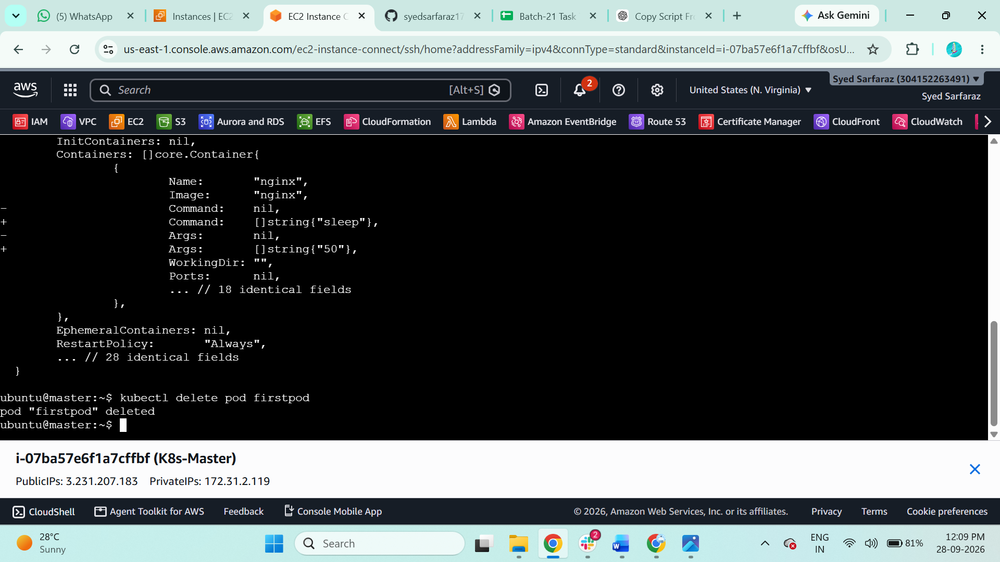 (5) WhatsApp
Instances | EC2
EC2 Instance C
syedsarfaraz17
Batch-21 Task
Copy Script Fr
Ask Gemini
us-east-1.console.aws.amazon.com/ec2-instance-connect/ssh/home?addressFamily=ipv4&connType=standard&instanceId=i-07ba57e6f1a7cffbf&osU...
aws
Search
[Alt+S]
2
United States (N. Virginia)
Syed Sarfaraz (304152263491)
Syed Sarfaraz
IAM
VPC
EC2
S3
Aurora and RDS
EFS
CloudFormation
Lambda
Amazon EventBridge
Route 53
Certificate Manager
CloudFront
CloudWatch
InitContainers: nil,
Containers: []core.Container{
{
Name: "nginx",
Image: "nginx",
- Command: nil,
+ Command: []string{"sleep"},
- Args: nil,
+ Args: []string{"50"},
WorkingDir: "",
Ports: nil,
... // 18 identical fields
},
},
EphemeralContainers: nil,
RestartPolicy: "Always",
... // 28 identical fields
}
ubuntu@master:~$ kubectl delete pod firstpod
pod "firstpod" deleted
ubuntu@master:~$
i-07ba57e6f1a7cffbf (K8s-Master)
PublicIPs: 3.231.207.183 PrivateIPs: 172.31.2.119
CloudShell
Agent Toolkit for AWS
Feedback
Console Mobile App
© 2026, Amazon Web Services, Inc. or its affiliates.
Privacy
Terms
Cookie preferences
28°C
Sunny
Search
2
ENG
IN
81%
12:09 PM
28-09-2026